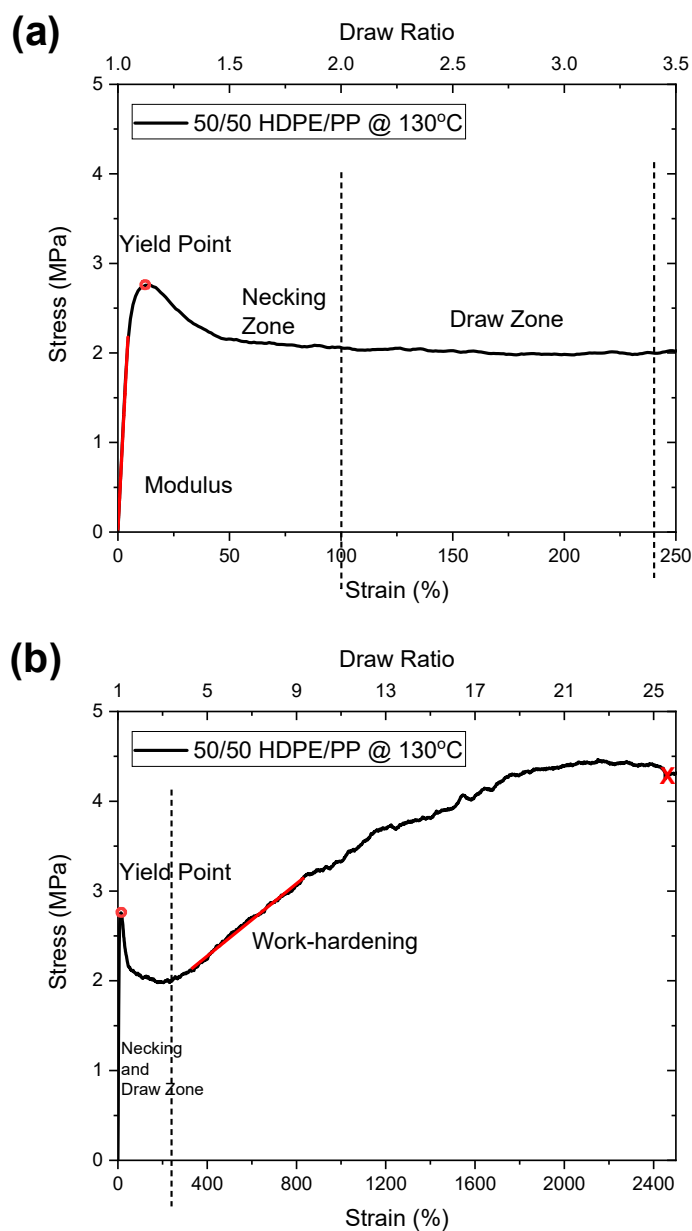 (a)
Draw Ratio
1.0 1.5 2.0 2.5 3.0 3.5
5
50/50 HDPE/PP @ 130°C
4
Yield Point
3
Necking
Zone
Draw Zone
Stress (MPa)
2
1
Modulus
0
0 50 100 150 200 250
Strain (%)
(b)
Draw Ratio
1 5 9 13 17 21 25
5
50/50 HDPE/PP @ 130°C
4
X
Yield Point
3
Work-hardening
Stress (MPa)
2
Necking
and
Draw Zone
1
0
0 400 800 1200 1600 2000 2400
Strain (%)